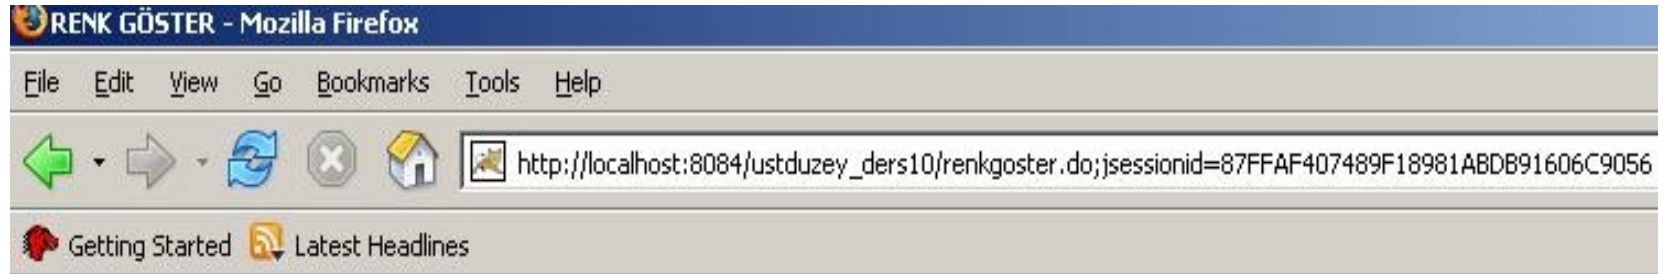 RENK GÖSTER - Mozilla Firefox
File Edit View Go Bookmarks Tools Help
http://localhost:8084/ustduzey_ders10/renkgoster.do;jsessionid=87FFAF407489F18981ABDB91606C9056
Getting Started Latest Headlines